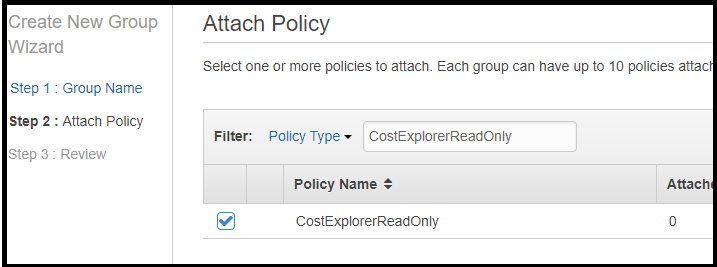 Create New Group
Wizard
Step 1 : Group Name
Step 2 : Attach Policy
Step 3 : Review
Attach Policy
Select one or more policies to attach. Each group can have up to 10 policies attach
Filter: Policy Type CostExplorerReadOnly
Policy Name Attache
CostExplorerReadOnly 0